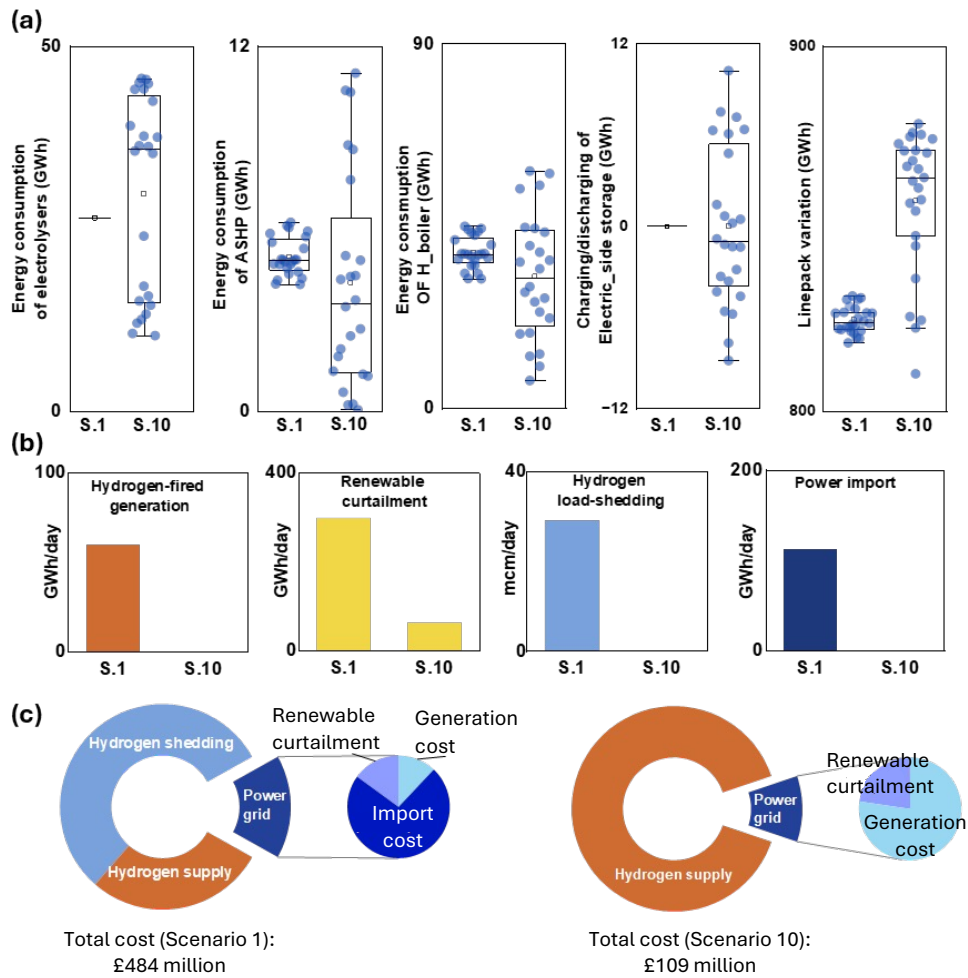 (a)
50
0
Energy consumption
of electrolysers (GWh)
S.1
S.10
12
0
Energy consumption
of ASHP (GWh)
S.1
S.10
90
0
Energy consmuption
OF H_boiler (GWh)
S.1
S.10
12
0
−12
Charging/discharging of
Electric_side storage (GWh)
S.1
S.10
900
800
Linepack variation (GWh)
S.1
S.10
(b)
100
0
GWh/day
Hydrogen-fired
generation
S.1
S.10
400
0
GWh/day
Renewable
curtailment
S.1
S.10
40
0
mcm/day
Hydrogen
load-shedding
S.1
S.10
200
0
GWh/day
Power import
S.1
S.10
(c)
Hydrogen shedding
Hydrogen supply
Power
grid
Renewable
curtailment
Generation
cost
Import
cost
Total cost (Scenario 1):
£484 million
Hydrogen supply
Power
grid
Renewable
curtailment
Generation
cost
Total cost (Scenario 10):
£109 million